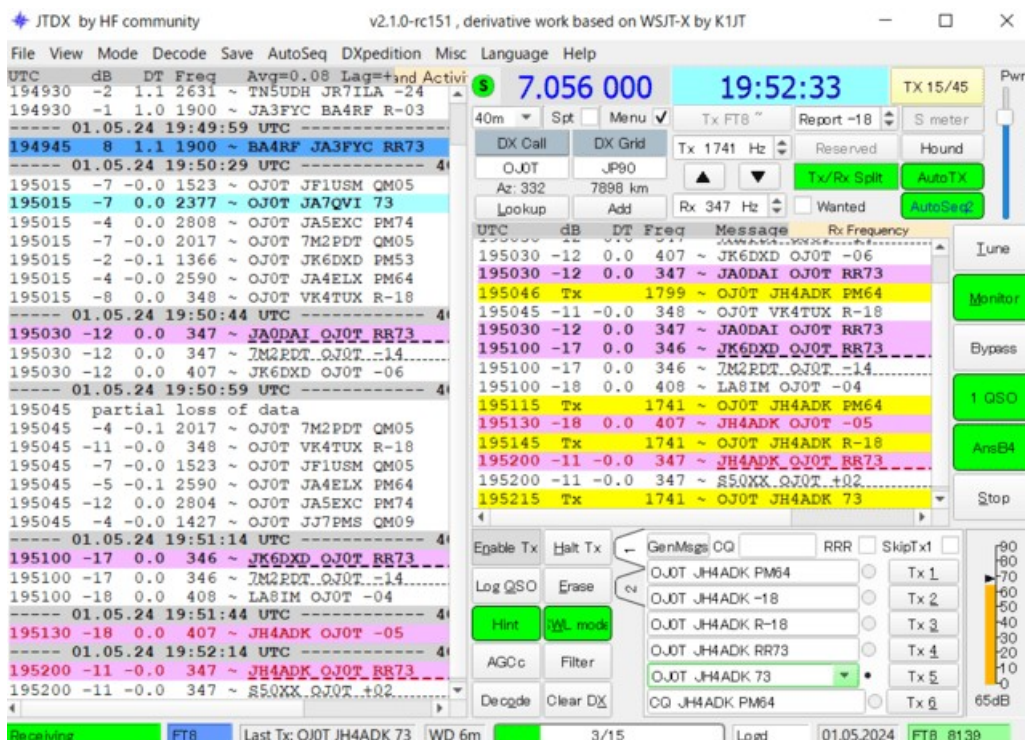 JTDX by HF community v2.1.0-rc151 , derivative work based on WSJT-X by K1JT
File View Mode Decode Save AutoSeq DXpedition Misc Language Help
UTC dB DT Freq Avg=0.08 Lag=+
and Activi
194930 -2 1.1 2631 ~ TN5UDH JR7ILA -24
194930 -1 1.0 1900 ~ JA3FYC BA4RF R-03
----- 01.05.24 19:49:59 UTC ------------
194945 8 1.1 1900 ~ BA4RF JA3FYC RR73
----- 01.05.24 19:50:29 UTC ------------ 4
195015 -7 -0.0 1523 ~ OJ0T JF1USM QM05
195015 -7 0.0 2377 ~ OJ0T JA7QVI 73
195015 -4 -0.0 2808 ~ OJ0T JA5EXC PM74
195015 -7 -0.0 2017 ~ OJ0T 7M2PDT QM05
195015 -2 -0.1 1366 ~ OJ0T JK6DXD PM53
195015 -4 -0.0 2590 ~ OJ0T JA4ELX PM64
195015 -8 0.0 348 ~ OJ0T VK4TUX R-18
----- 01.05.24 19:50:44 UTC ------------ 4
195030 -12 0.0 347 ~ JA0DAI OJ0T RR73
195030 -12 0.0 347 ~ 7M2PDT OJ0T -14
195030 -12 0.0 407 ~ JK6DXD OJ0T -06
----- 01.05.24 19:50:59 UTC ------------ 4
195045 partial loss of data
195045 -4 -0.1 2017 ~ OJ0T 7M2PDT QM05
195045 -11 -0.0 348 ~ OJ0T VK4TUX R-18
195045 -7 -0.0 1523 ~ OJ0T JF1USM QM05
195045 -5 -0.1 2590 ~ OJ0T JA4ELX PM64
195045 -12 0.0 2804 ~ OJ0T JA5EXC PM74
195045 -4 -0.0 1427 ~ OJ0T JJ7PMS QM09
----- 01.05.24 19:51:14 UTC ------------ 4
195100 -17 0.0 346 ~ JK6DXD OJ0T RR73
195100 -17 0.0 346 ~ 7M2PDT OJ0T -14
195100 -18 0.0 408 ~ LA8IM OJ0T -04
----- 01.05.24 19:51:44 UTC ------------ 4
195130 -18 0.0 407 ~ JH4ADK OJ0T -05
----- 01.05.24 19:52:14 UTC ------------ 4
195200 -11 -0.0 347 ~ JH4ADK OJ0T RR73
195200 -11 -0.0 347 ~ S50XX OJ0T +02
S 7.056 000 19:52:33 TX 15/45 Pwr
40m Spt Menu Tx FT8 ~ Report -18 S meter
DX Call DX Grid Tx 1741 Hz Reserved Hound
OJ0T JP90 Tx/Rx Split AutoTX
Az: 332 7898 km
Lookup Add Rx 347 Hz Wanted AutoSeq2
UTC dB DT Freq Message Rx Frequency
195030 -12 0.0 407 ~ JK6DXD OJ0T -06
195030 -12 0.0 347 ~ JA0DAI OJ0T RR73
195046 Tx 1799 ~ OJ0T JH4ADK PM64
195045 -11 -0.0 348 ~ OJ0T VK4TUX R-18
195030 -12 0.0 347 ~ JA0DAI OJ0T RR73
195100 -17 0.0 346 ~ JK6DXD OJ0T RR73
195100 -17 0.0 346 ~ 7M2PDT OJ0T -14
195100 -18 0.0 408 ~ LA8IM OJ0T -04
195115 Tx 1741 ~ OJ0T JH4ADK PM64
195130 -18 0.0 407 ~ JH4ADK OJ0T -05
195145 Tx 1741 ~ OJ0T JH4ADK R-18
195200 -11 -0.0 347 ~ JH4ADK OJ0T RR73
195200 -11 -0.0 347 ~ S50XX OJ0T +02
195215 Tx 1741 ~ OJ0T JH4ADK 73
Tune
Monitor
Bypass
1 QSO
AnsB4
Stop
Enable Tx Halt Tx 1 GenMsgs CQ RRR SkipTx1
OJ0T JH4ADK PM64 Tx 1
Log QSO Erase 2 OJ0T JH4ADK -18 Tx 2
Hint SWL mode OJ0T JH4ADK R-18 Tx 3
OJ0T JH4ADK RR73 Tx 4
AGCc Filter OJ0T JH4ADK 73 Tx 5
Decode Clear DX CQ JH4ADK PM64 Tx 6
90
80
70
60
50
40
30
20
10
0
65dB
Receiving FT8 Last Tx: OJ0T JH4ADK 73 WD 6m 3/15 Logd 01.05.2024 FT8 8139